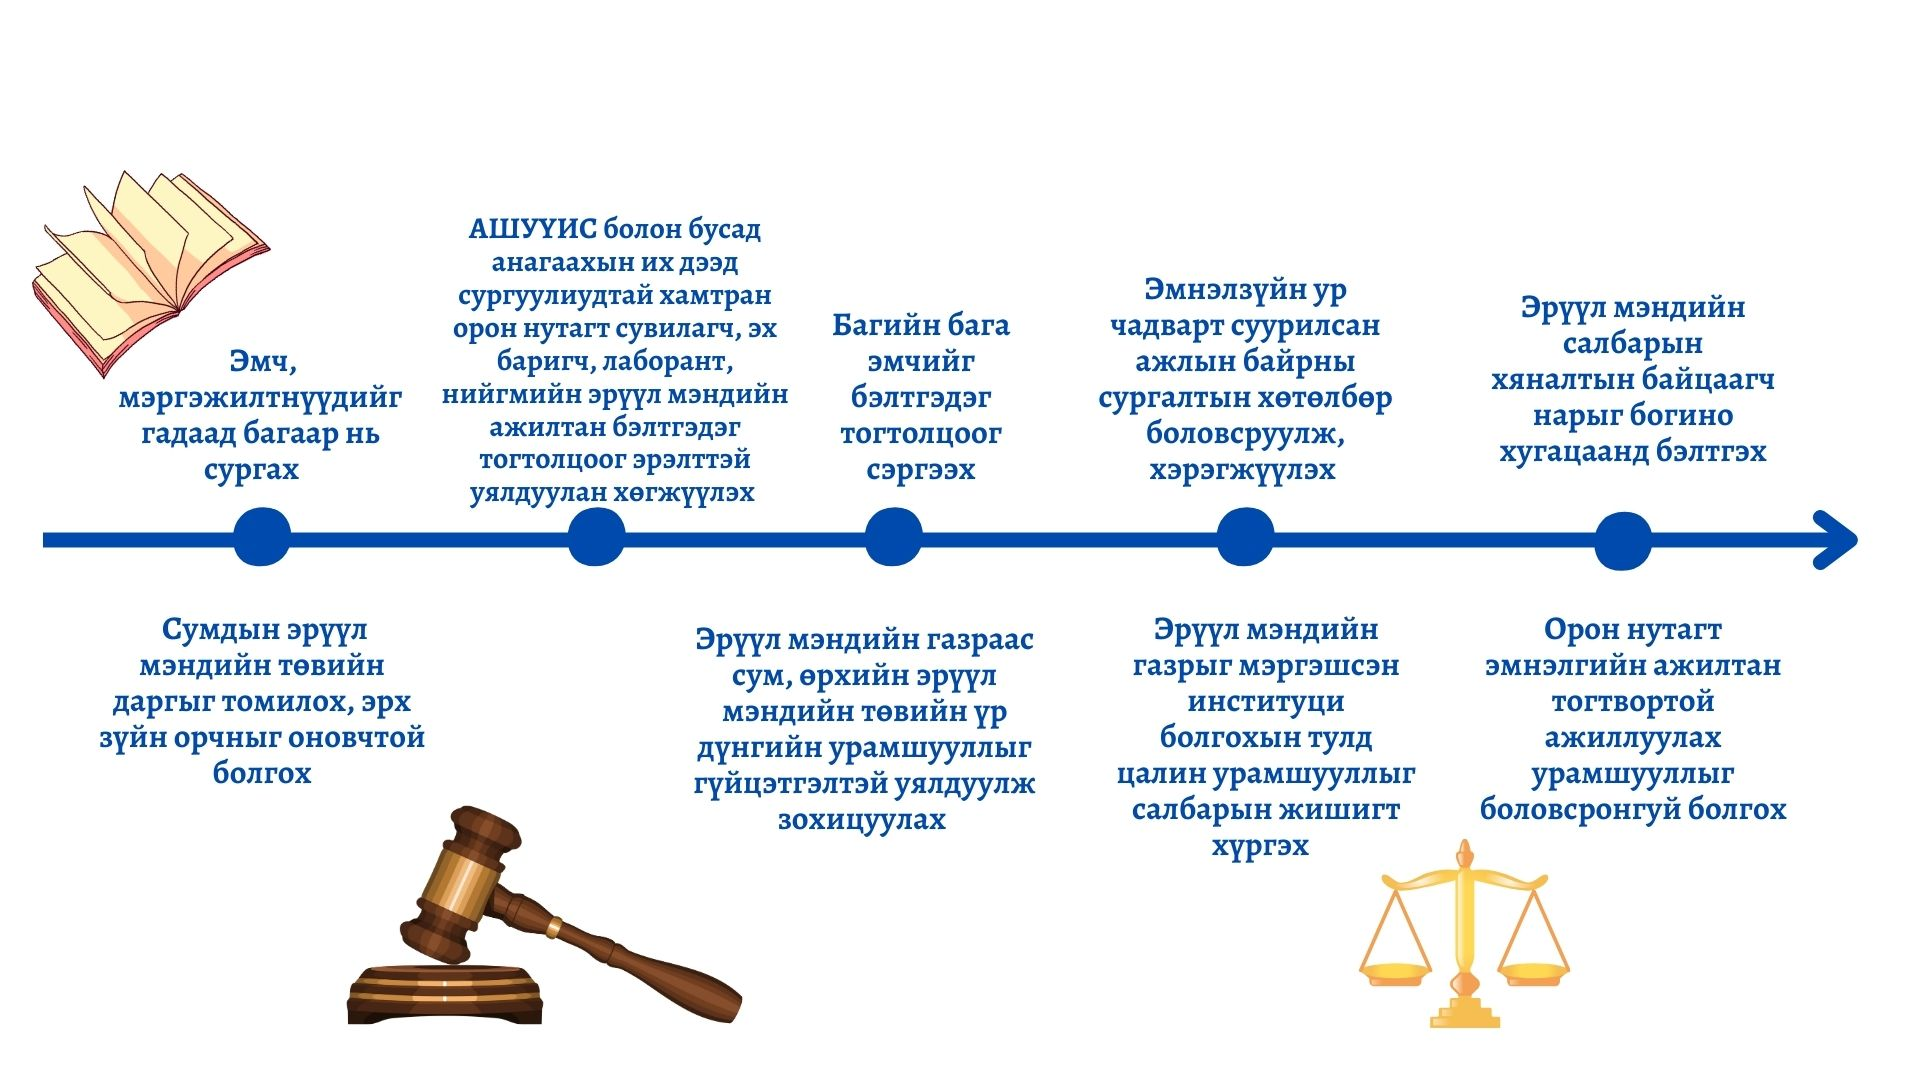 Эмч,
мэргэжилтнүүдийг
гадаад багаар нь
сургах
АШУҮИС болон бусад
анагаахын их дээд
сургуулиудтай хамтран
орон нутагт сувилагч, эх
баригч, лаборант,
нийгмийн эрүүл мэндийн
ажилтан бэлтгэдэг
тогтолцоог эрэлттэй
уялдуулан хөгжүүлэх
Багийн бага
эмчийг
бэлтгэдэг
тогтолцоог
сэргээх
Эмнэлзүйн ур
чадварт суурилсан
ажлын байрны
сургалтын хөтөлбөр
боловсруулж,
хэрэгжүүлэх
Эрүүл мэндийн
салбарын
хяналтын байцаагч
нарыг богино
хугацаанд бэлтгэх
Сумдын эрүүл
мэндийн төвийн
даргыг томилох, эрх
зүйн орчныг оновчтой
болгох
Эрүүл мэндийн газраас
сум, өрхийн эрүүл
мэндийн төвийн үр
дүнгийн урамшууллыг
гүйцэтгэлтэй уялдуулж
зохицуулах
Эрүүл мэндийн
газрыг мэргэшсэн
институци
болгохын тулд
цалин урамшууллыг
салбарын жишигт
хүргэх
Орон нутагт
эмнэлгийн ажилтан
тогтвортой
ажиллуулах
урамшууллыг
боловсронгуй болгох